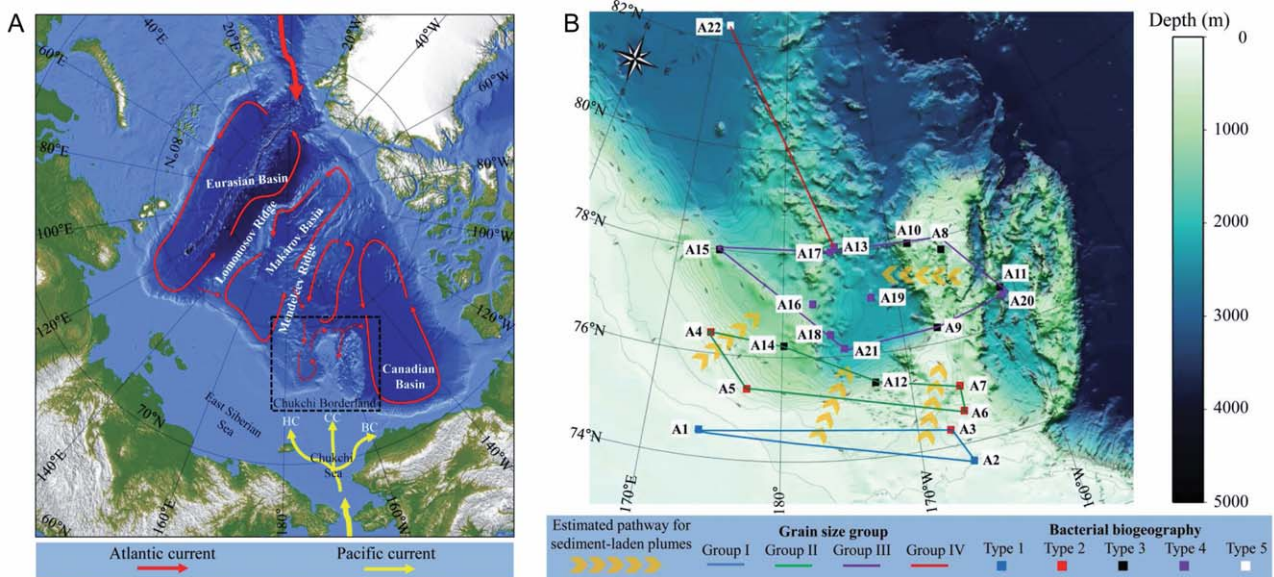 A
60°E
40°E
20°E
20°W
40°W
60°W
80°E
80°N
80°W
100°E
100°W
120°E
120°W
140°E
140°W
70°N
60°N
160°E
180°
160°W
Eurasian Basin
Lomonosov Ridge
Makarov Basin
Mendeleev Ridge
Canadian
Basin
Chukchi Borderland
East Siberian
Sea
HC
CC
BC
Chukchi
Sea
Atlantic current
Pacific current
B
82°N
80°N
78°N
76°N
74°N
170°E
180°
170°W
160°W
A22
A10
A8
A15
A17
A13
A11
A20
A16
A19
A4
A14
A18
A21
A9
A5
A12
A7
A6
A1
A3
A2
Depth (m)
0
1000
2000
3000
4000
5000
Estimated pathway for
sediment-laden plumes
Grain size group
Group I
Group II
Group III
Group IV
Bacterial biogeography
Type 1
Type 2
Type 3
Type 4
Type 5